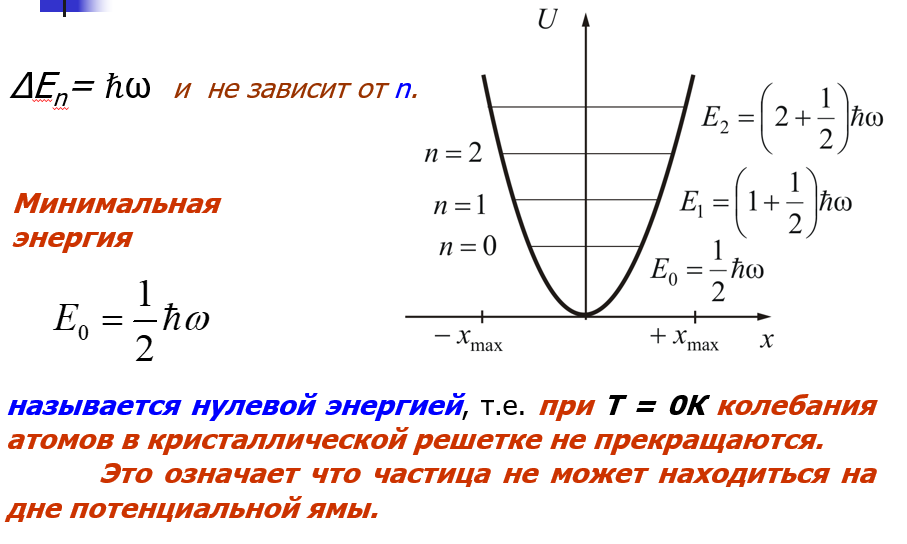 ΔEn = ħω и не зависит от n.
Минимальная
энергия
E₀ = 1/2 ħω
U
n = 2
n = 1
n = 0
E₂ = (2 + 1/2) ħω
E₁ = (1 + 1/2) ħω
E₀ = 1/2 ħω
− xmax
+ xmax
x
называется нулевой энергией, т.е. при T = 0К колебания
атомов в кристаллической решетке не прекращаются.
Это означает что частица не может находиться на
дне потенциальной ямы.